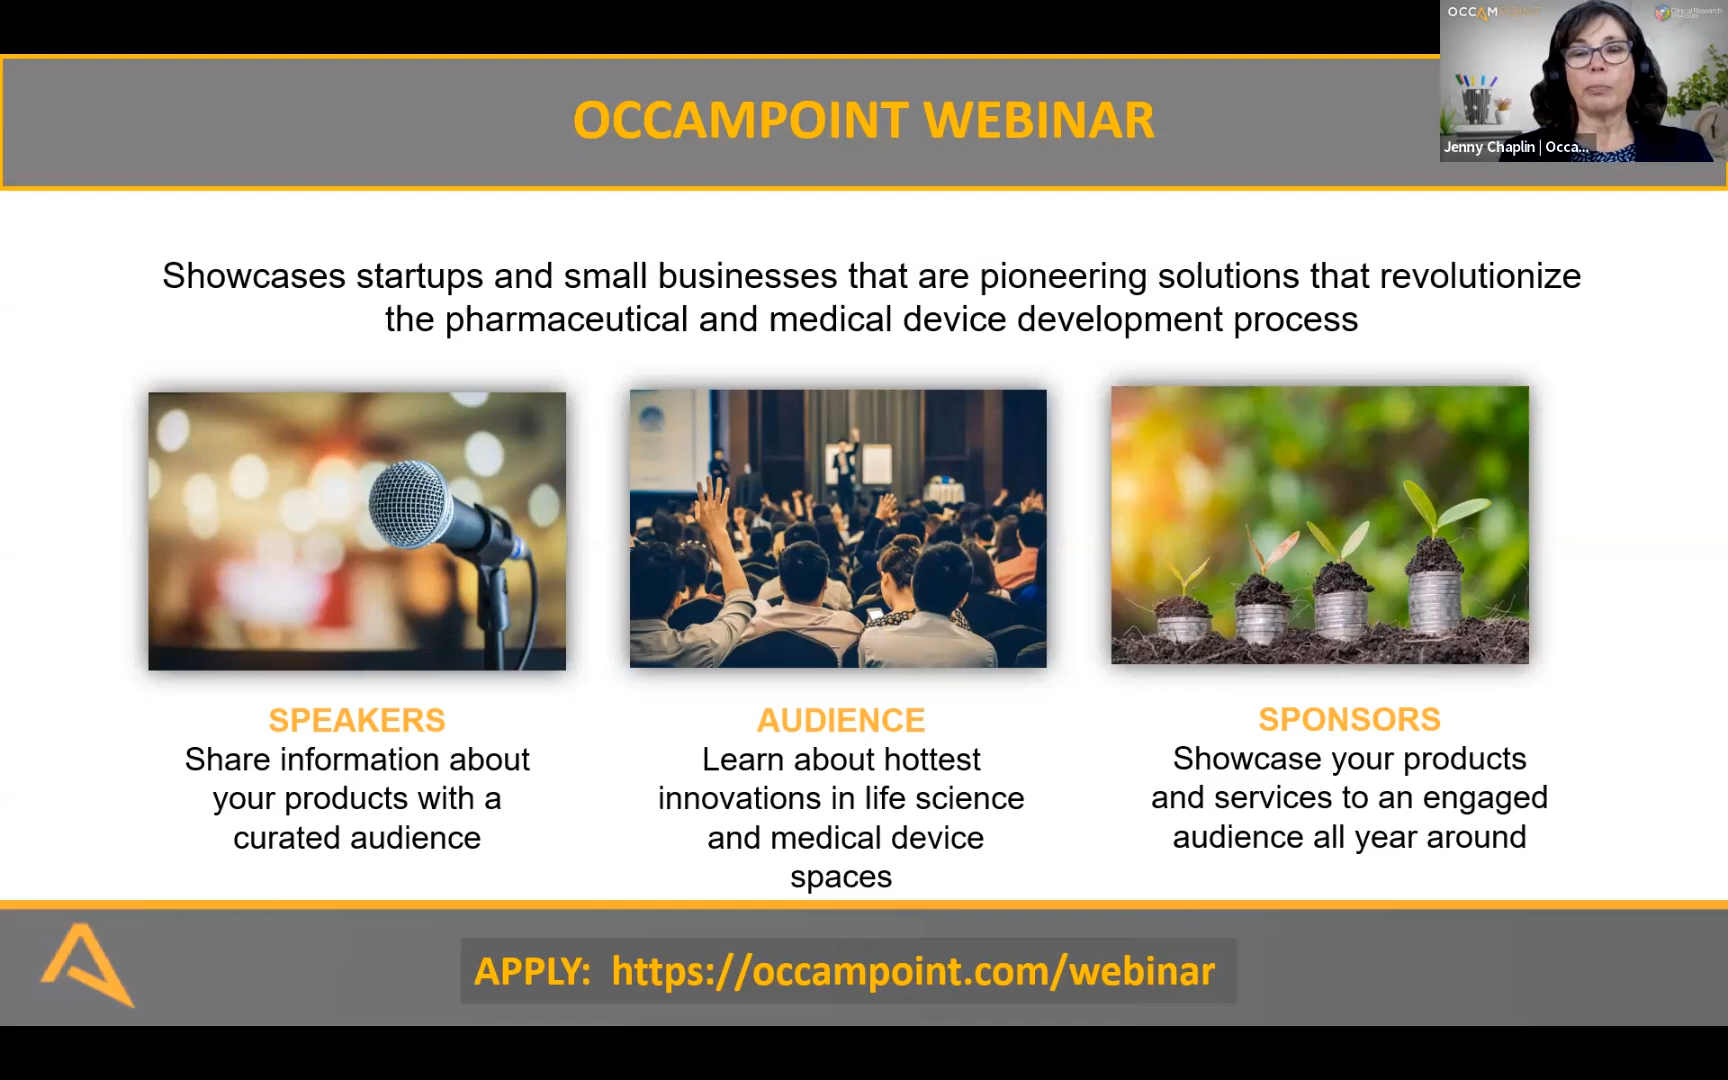 OCCAMPOINT
Clinical Research
OCCAMPOINT WEBINAR
Jenny Chaplin | Occa...
Showcases startups and small businesses that are pioneering solutions that revolutionize
the pharmaceutical and medical device development process
SPEAKERS
Share information about
your products with a
curated audience
AUDIENCE
Learn about hottest
innovations in life science
and medical device
spaces
SPONSORS
Showcase your products
and services to an engaged
audience all year around
APPLY: https://occampoint.com/webinar